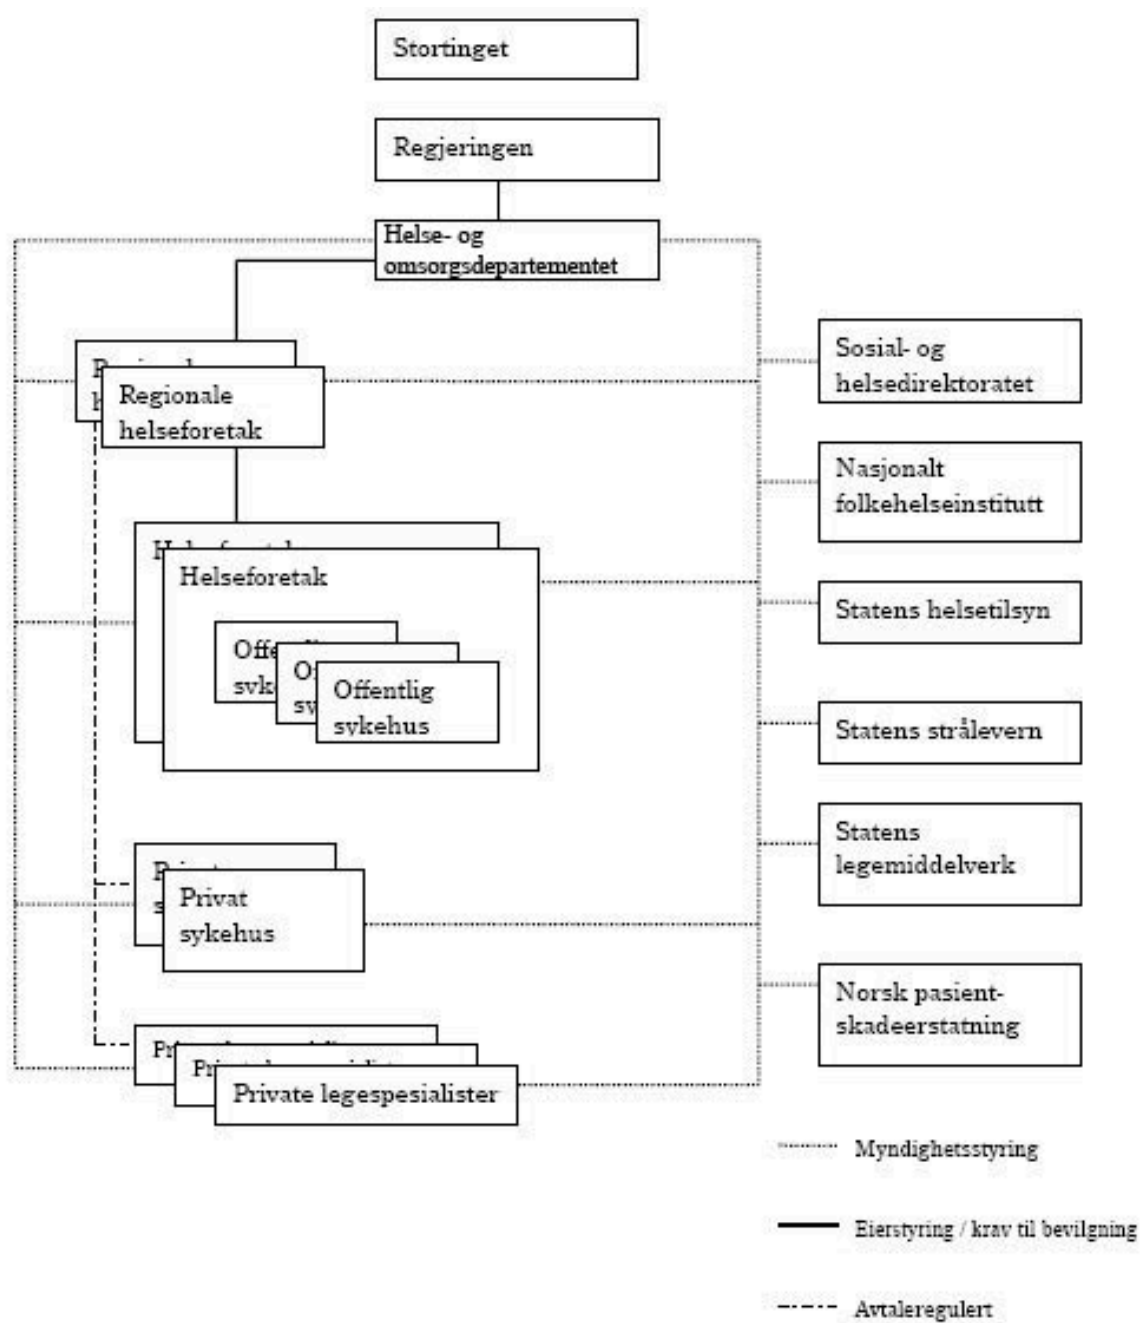 Stortinget
Regjeringen
Helse- og
omsorgsdepartementet
Regionale
helseforetak
Helseforetak
Offentlig
sykehus
Privat
sykehus
Private legespesialister
Sosial- og
helsedirektoratet
Nasjonalt
folkehelseinstitutt
Statens helsetilsyn
Statens strålevern
Statens
legemiddelverk
Norsk pasient-
skadeerstatning
Myndighetsstyring
Eierstyring / krav til bevilgning
Avtaleregulert